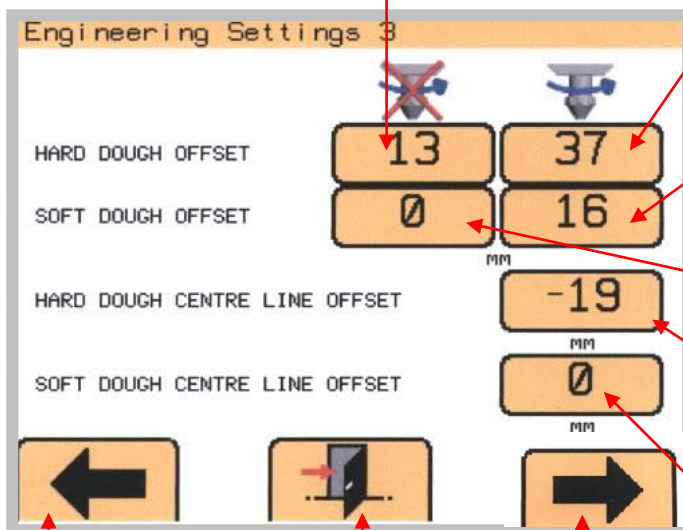 Engineering Settings 3
HARD DOUGH OFFSET 13 37
SOFT DOUGH OFFSET 0 16
MM
HARD DOUGH CENTRE LINE OFFSET -19
MM
SOFT DOUGH CENTRE LINE OFFSET 0
MM